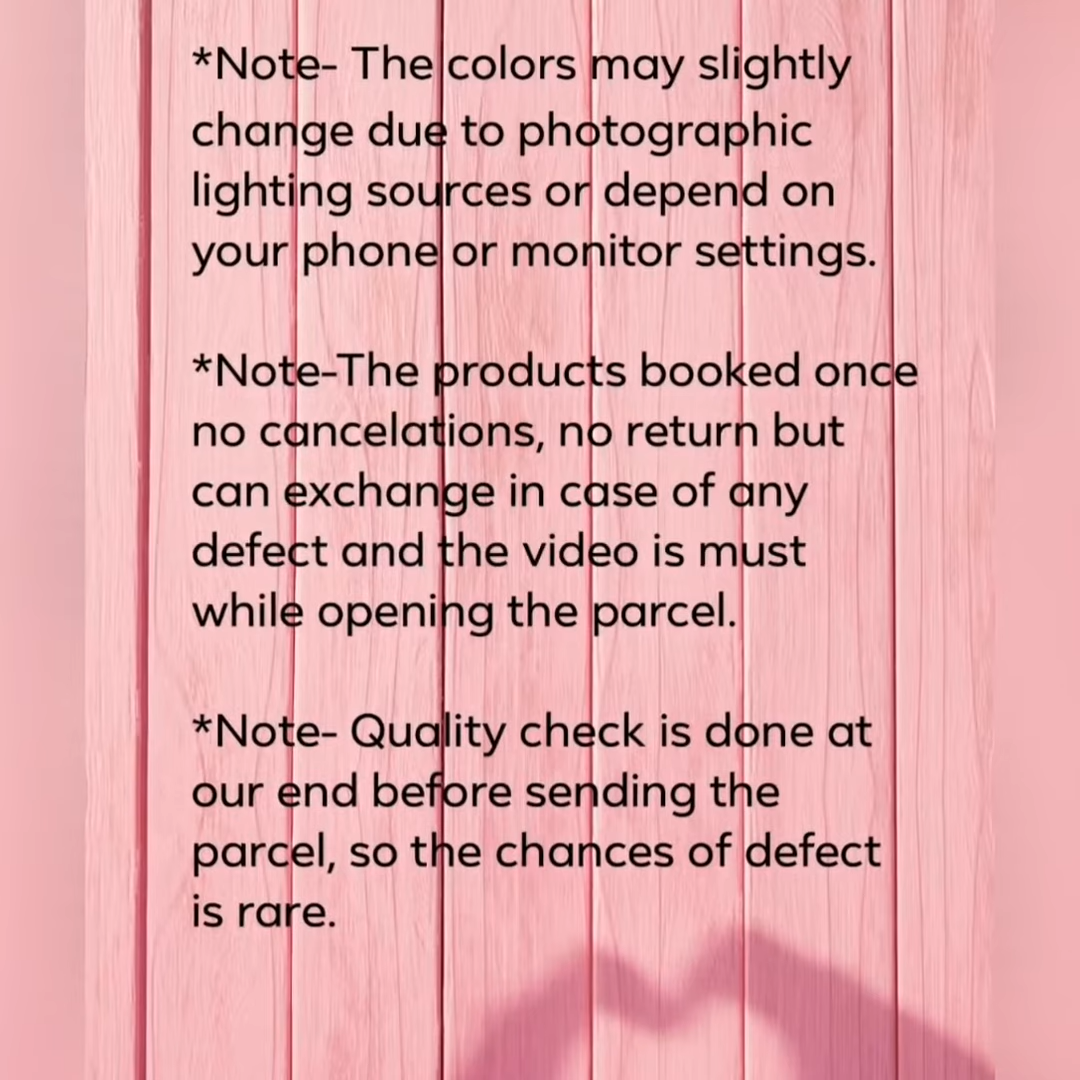 *Note- The colors may slightly
change due to photographic
lighting sources or depend on
your phone or monitor settings.
*Note-The products booked once
no cancelations, no return but
can exchange in case of any
defect and the video is must
while opening the parcel.
*Note- Quality check is done at
our end before sending the
parcel, so the chances of defect
is rare.